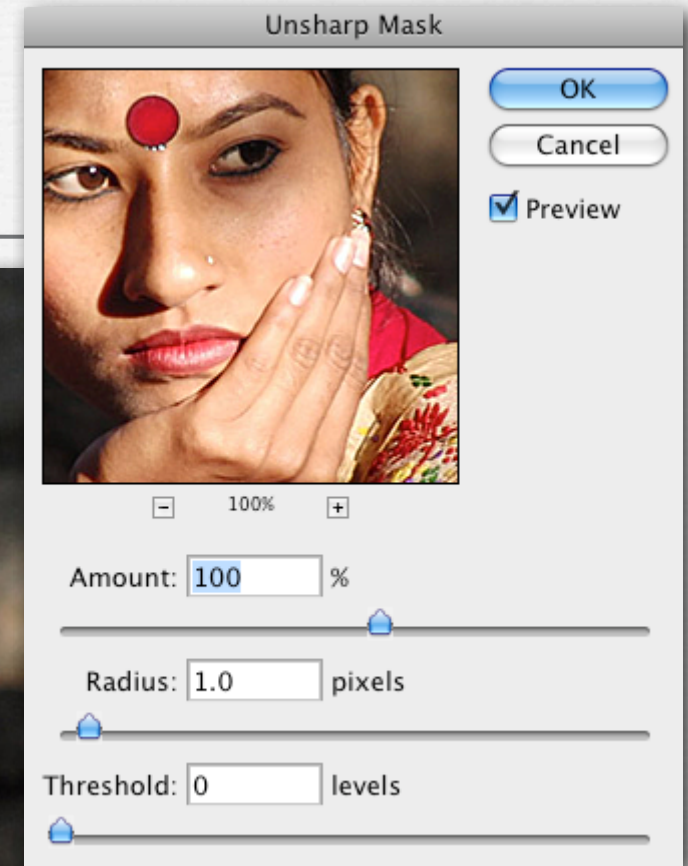 Unsharp Mask
OK
Cancel
Preview
- 100% +
Amount: 100 %
Radius: 1.0 pixels
Threshold: 0 levels